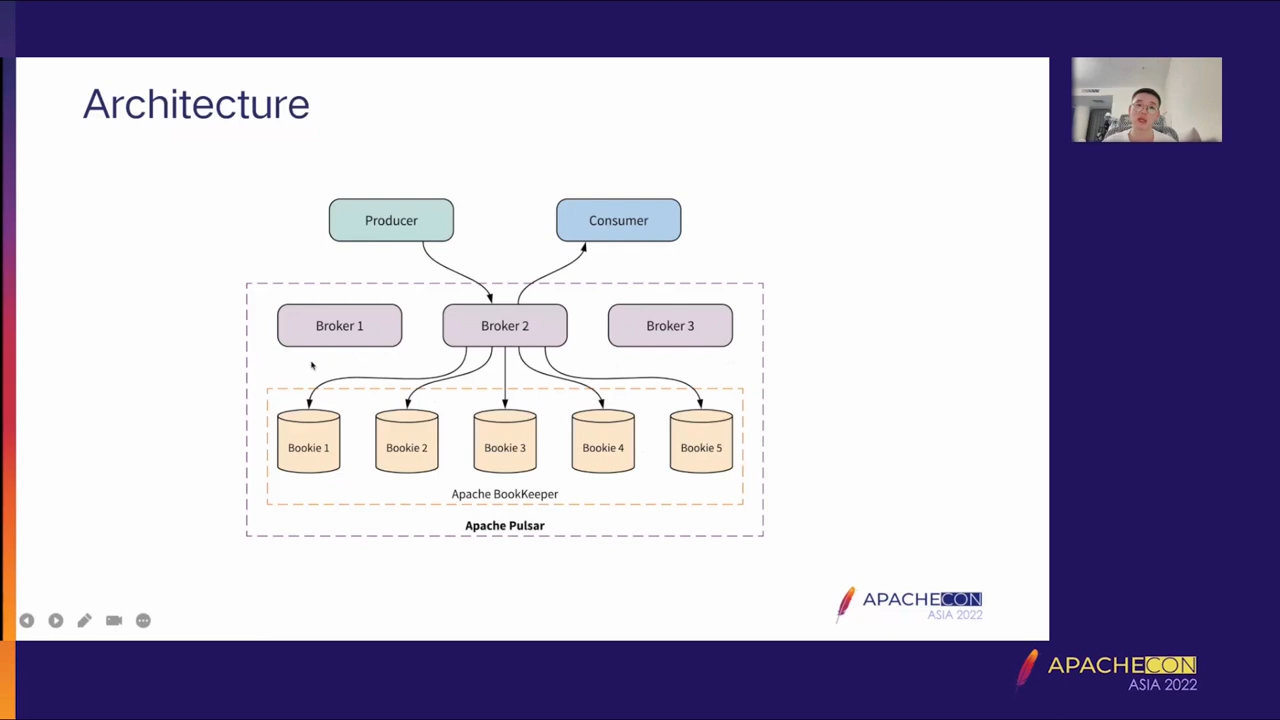 Architecture
Producer
Consumer
Broker 1
Broker 2
Broker 3
Bookie 1
Bookie 2
Bookie 3
Bookie 4
Bookie 5
Apache BookKeeper
Apache Pulsar
APACHECON
ASIA 2022
APACHECON
ASIA 2022